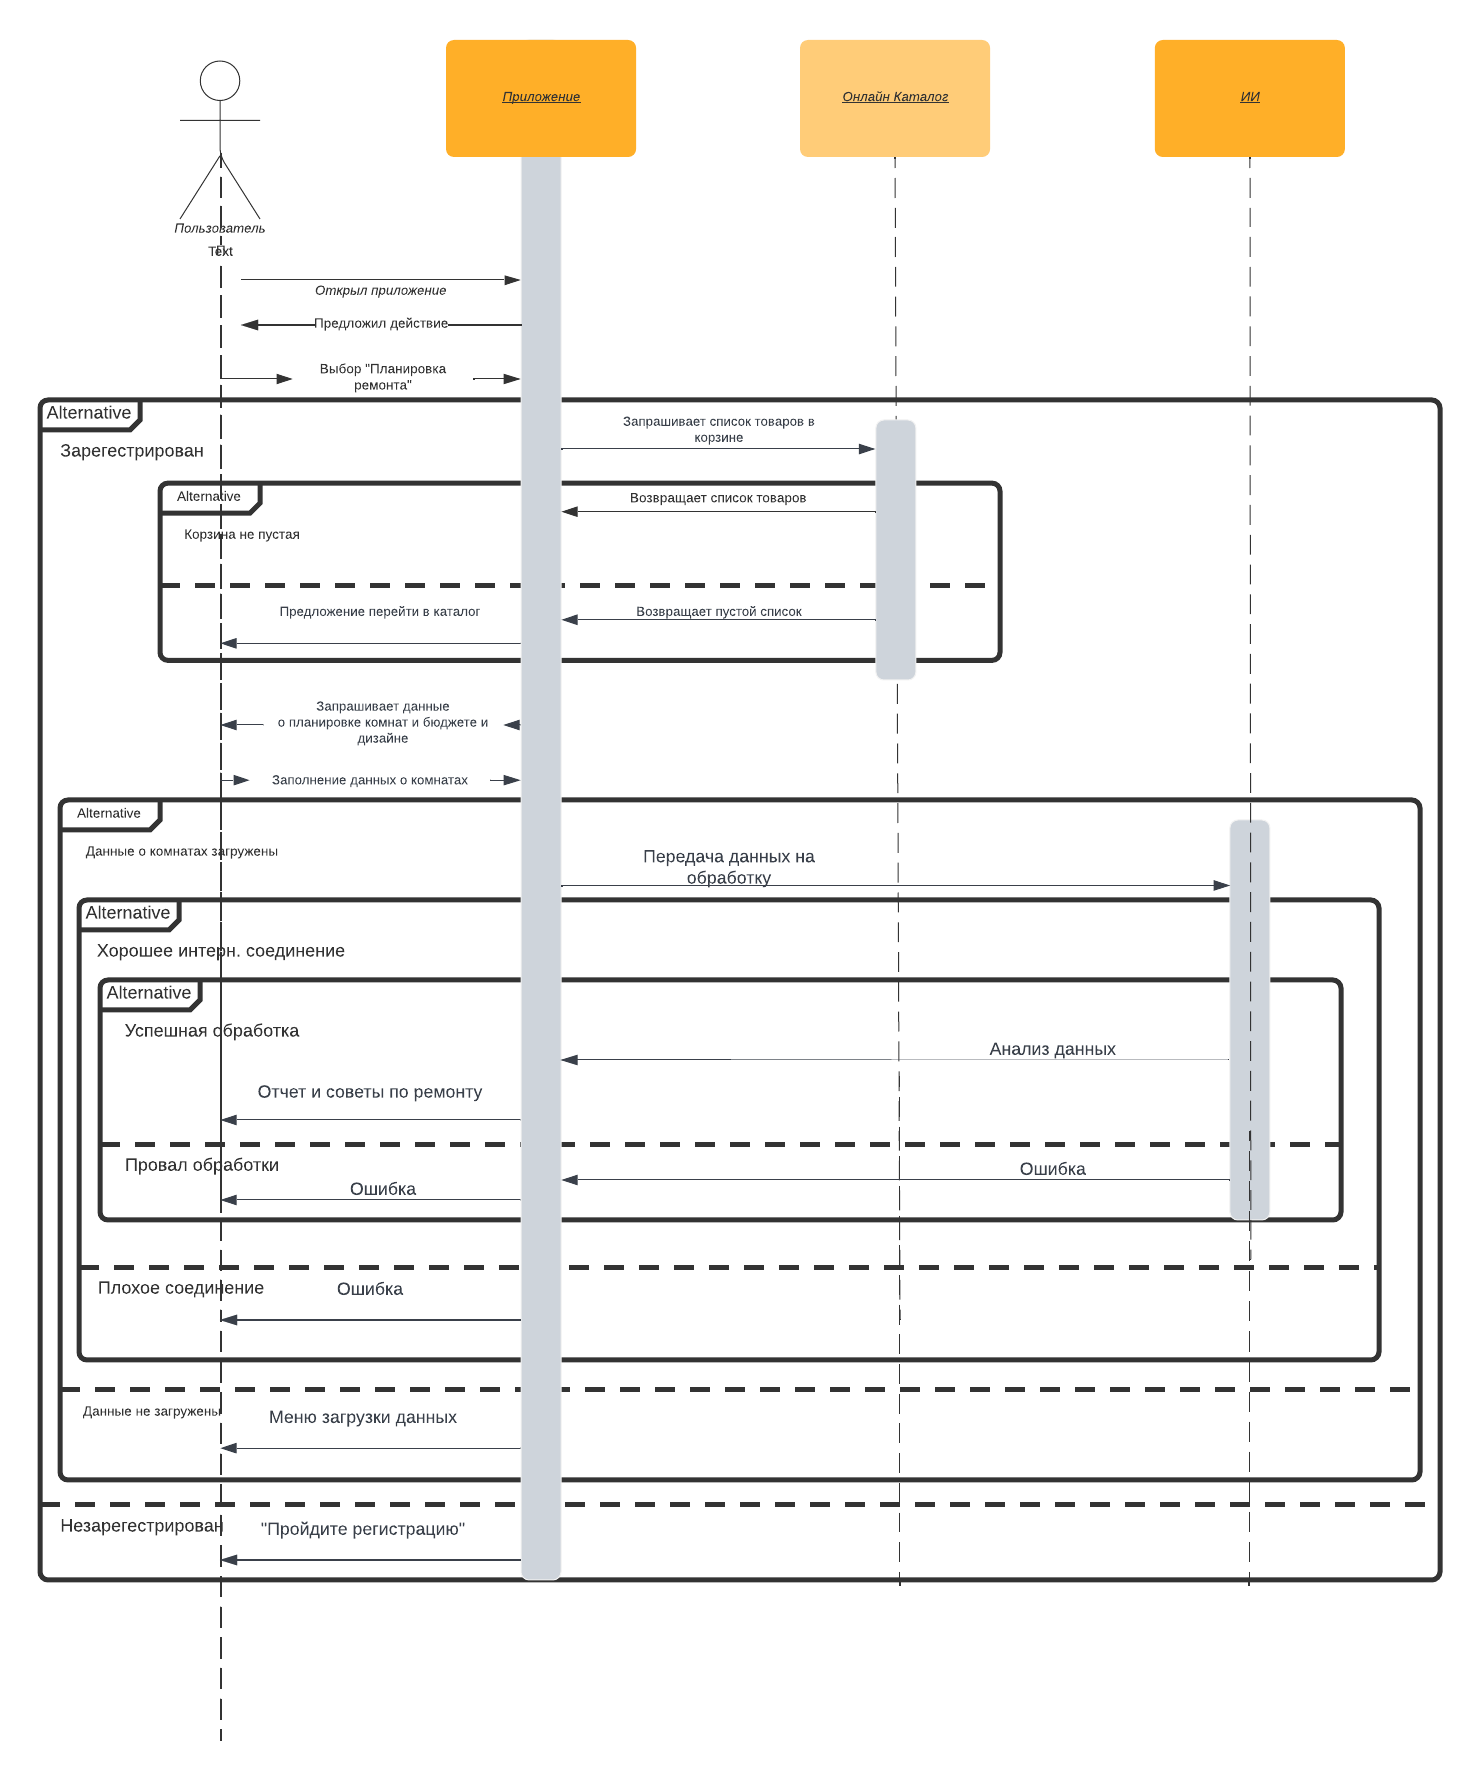 Приложение
Онлайн Каталог
ИИ
Пользователь
Text
Открыл приложение
Предложил действие
Выбор "Планировка
ремонта"
Alternative
Зарегестрирован
Запрашивает список товаров в
корзине
Alternative
Возвращает список товаров
Корзина не пустая
Предложение перейти в каталог
Возвращает пустой список
Запрашивает данные
о планировке комнат и бюджете и
дизайне
Заполнение данных о комнатах
Alternative
Данные о комнатах загружены
Передача данных на
обработку
Alternative
Хорошее интерн. соединение
Alternative
Успешная обработка
Анализ данных
Отчет и советы по ремонту
Провал обработки
Ошибка
Ошибка
Плохое соединение
Ошибка
Данные не загружены
Меню загрузки данных
Незарегестрирован
"Пройдите регистрацию"